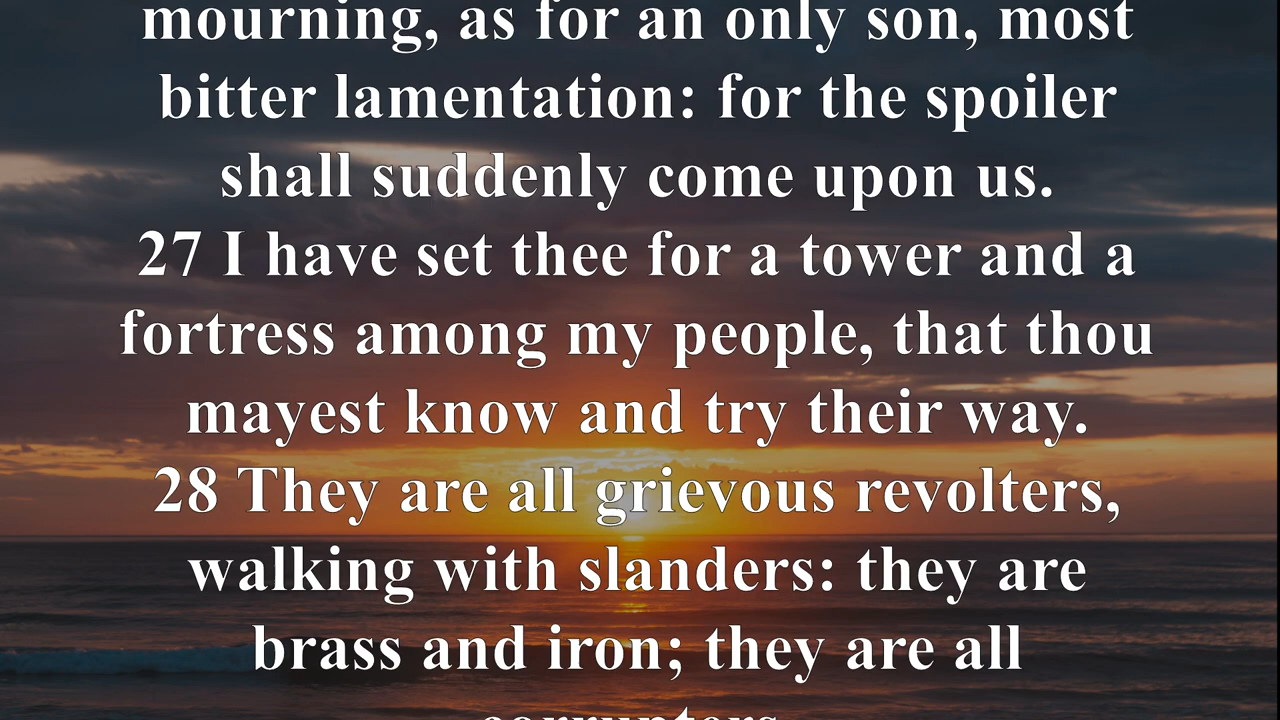 mourning, as for an only son, most
bitter lamentation: for the spoiler
shall suddenly come upon us.
27 I have set thee for a tower and a
fortress among my people, that thou
mayest know and try their way.
28 They are all grievous revolters,
walking with slanders: they are
brass and iron; they are all